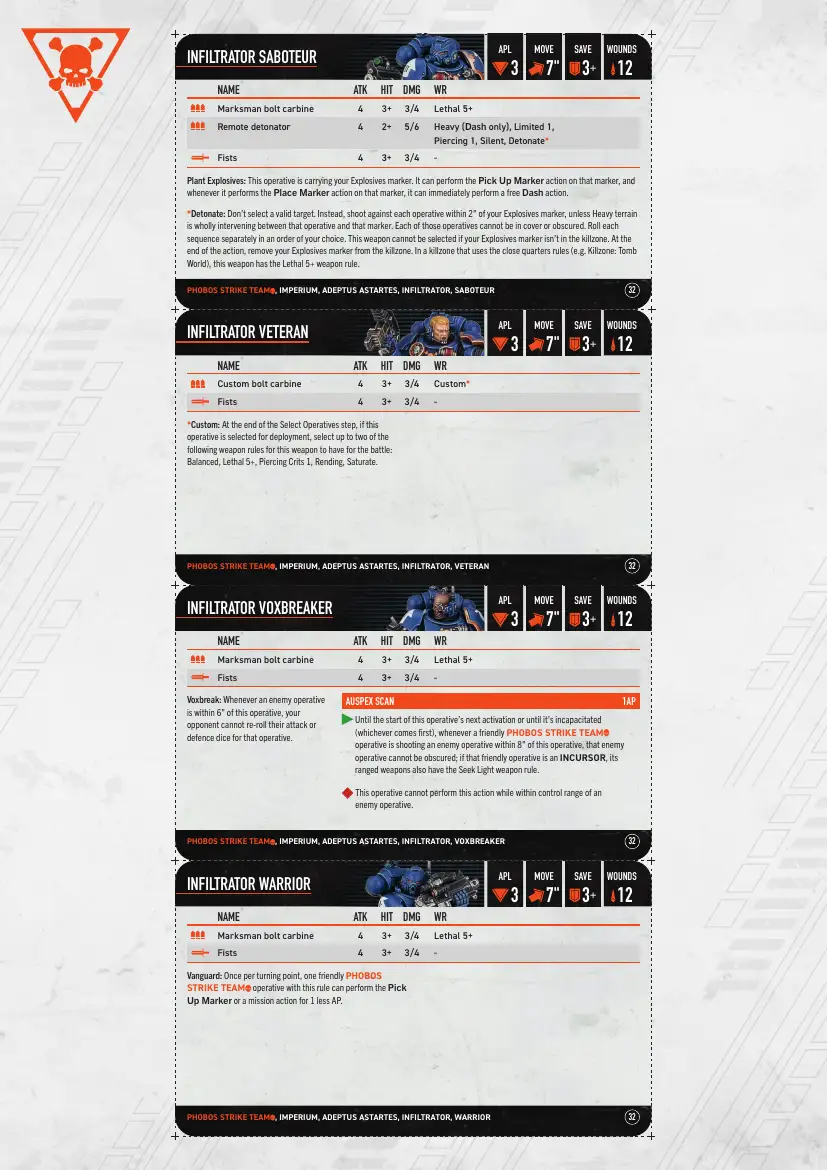 INFILTRATOR SABOTEUR
APL MOVE SAVE WOUNDS
3 7" 3+ 12
NAME ATK HIT DMG WR
Marksman bolt carbine 4 3+ 3/4 Lethal 5+
Remote detonator 4 2+ 5/6 Heavy (Dash only), Limited 1,
Piercing 1, Silent, Detonate*
Fists 4 3+ 3/4 -
Plant Explosives: This operative is carrying your Explosives marker. It can perform the Pick Up Marker action on that marker, and
whenever it performs the Place Marker action on that marker, it can immediately perform a free Dash action.
*Detonate: Don't select a valid target. Instead, shoot against each operative within 2" of your Explosives marker, unless Heavy terrain
is wholly intervening between that operative and that marker. Each of those operatives cannot be in cover or obscured. Roll each
sequence separately in an order of your choice. This weapon cannot be selected if your Explosives marker isn't in the killzone. At the
end of the action, remove your Explosives marker from the killzone. In a killzone that uses the close quarters rules (e.g. Killzone: Tomb
World), this weapon has the Lethal 5+ weapon rule.
PHOBOS STRIKE TEAM, IMPERIUM, ADEPTUS ASTARTES, INFILTRATOR, SABOTEUR 32
INFILTRATOR VETERAN
APL MOVE SAVE WOUNDS
3 7" 3+ 12
NAME ATK HIT DMG WR
Custom bolt carbine 4 3+ 3/4 Custom*
Fists 4 3+ 3/4 -
*Custom: At the end of the Select Operatives step, if this
operative is selected for deployment, select up to two of the
following weapon rules for this weapon to have for the battle:
Balanced, Lethal 5+, Piercing Crits 1, Rending, Saturate.
PHOBOS STRIKE TEAM, IMPERIUM, ADEPTUS ASTARTES, INFILTRATOR, VETERAN 32
INFILTRATOR VOXBREAKER
APL MOVE SAVE WOUNDS
3 7" 3+ 12
NAME ATK HIT DMG WR
Marksman bolt carbine 4 3+ 3/4 Lethal 5+
Fists 4 3+ 3/4 -
Voxbreak: Whenever an enemy operative
is within 6" of this operative, your
opponent cannot re-roll their attack or
defence dice for that operative.
AUSPEX SCAN 1AP
Until the start of this operative's next activation or until it's incapacitated
(whichever comes first), whenever a friendly PHOBOS STRIKE TEAM
operative is shooting an enemy operative within 8" of this operative, that enemy
operative cannot be obscured; if that friendly operative is an INCURSOR, its
ranged weapons also have the Seek Light weapon rule.
This operative cannot perform this action while within control range of an
enemy operative.
PHOBOS STRIKE TEAM, IMPERIUM, ADEPTUS ASTARTES, INFILTRATOR, VOXBREAKER 32
INFILTRATOR WARRIOR
APL MOVE SAVE WOUNDS
3 7" 3+ 12
NAME ATK HIT DMG WR
Marksman bolt carbine 4 3+ 3/4 Lethal 5+
Fists 4 3+ 3/4 -
Vanguard: Once per turning point, one friendly PHOBOS
STRIKE TEAM operative with this rule can perform the Pick
Up Marker or a mission action for 1 less AP.
PHOBOS STRIKE TEAM, IMPERIUM, ADEPTUS ASTARTES, INFILTRATOR, WARRIOR 32